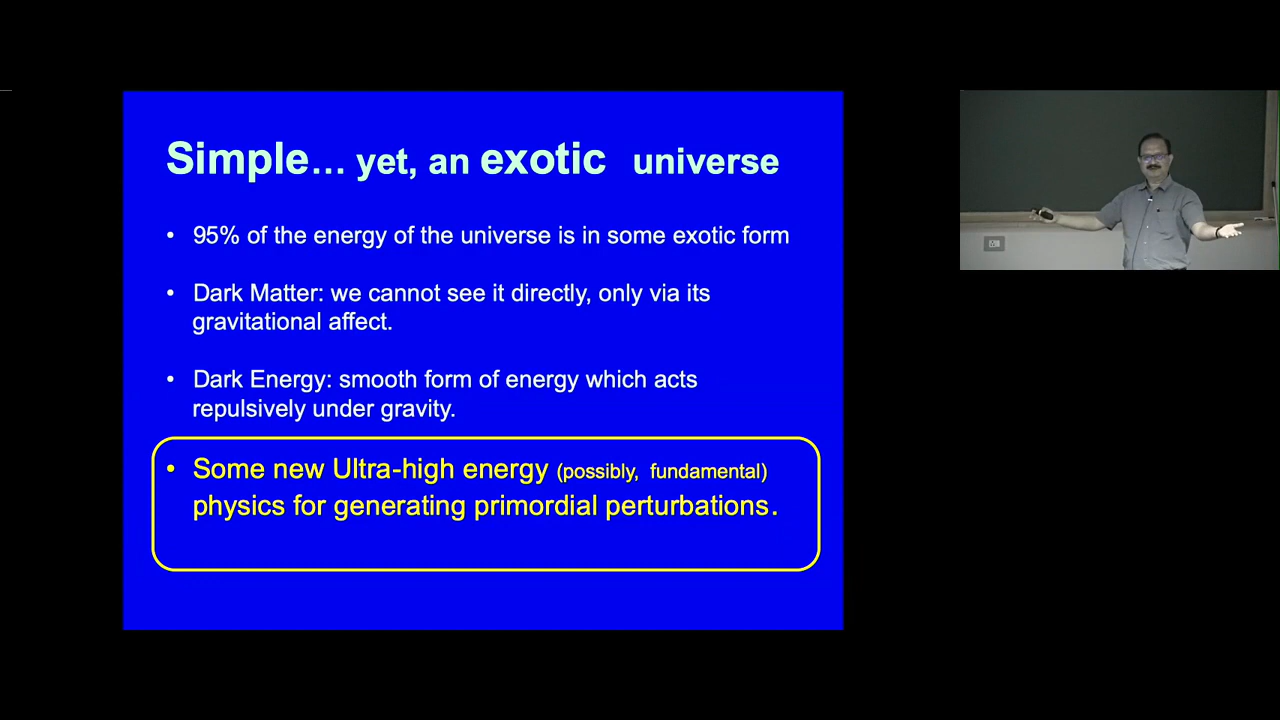 Simple... yet, an exotic universe
• 95% of the energy of the universe is in some exotic form
• Dark Matter: we cannot see it directly, only via its
gravitational affect.
• Dark Energy: smooth form of energy which acts
repulsively under gravity.
• Some new Ultra-high energy (possibly, fundamental)
physics for generating primordial perturbations.